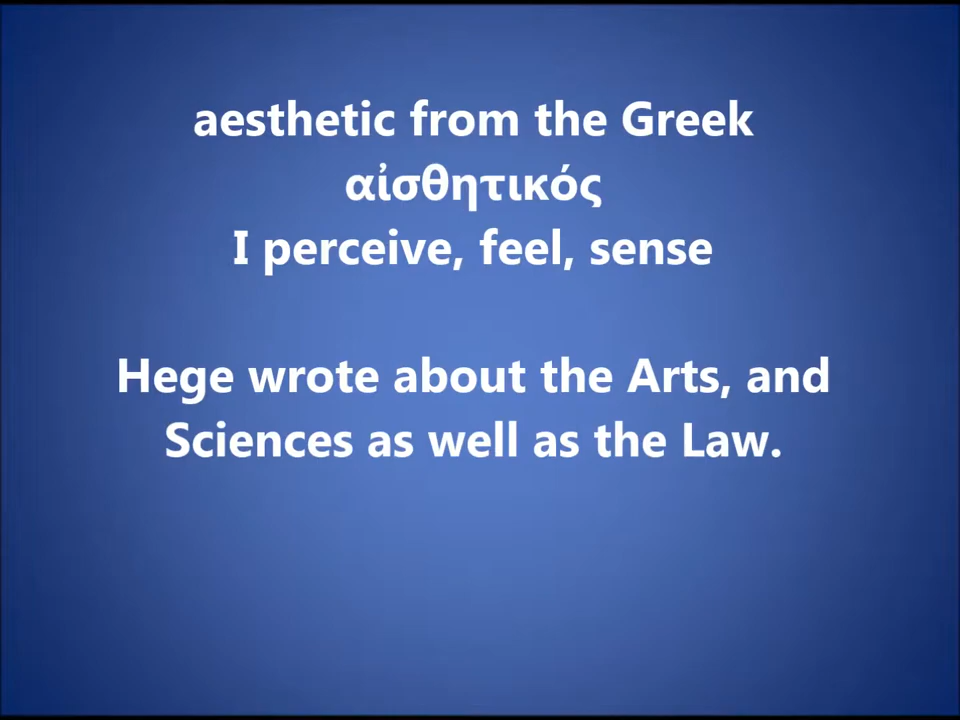 aesthetic from the Greek
αἰσθητικός
I perceive, feel, sense
Hege wrote about the Arts, and
Sciences as well as the Law.